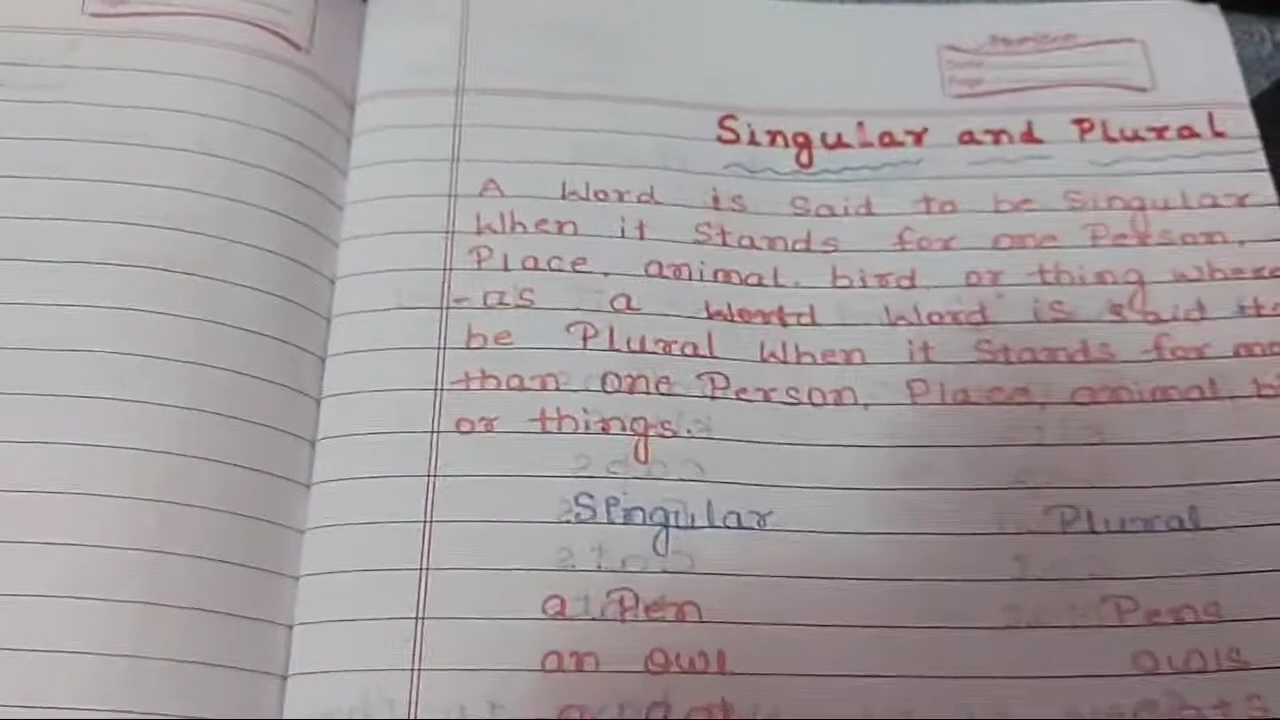 Singular and Plural
A Word is Said to be Singular
When it Stands for one Person,
Place, animal, bird, or thing where
-as a Word is said to
be Plural When it Stands for
than one Person, Place, animal,
or things.
Singular Plural
a Pen Pens
an owl owls